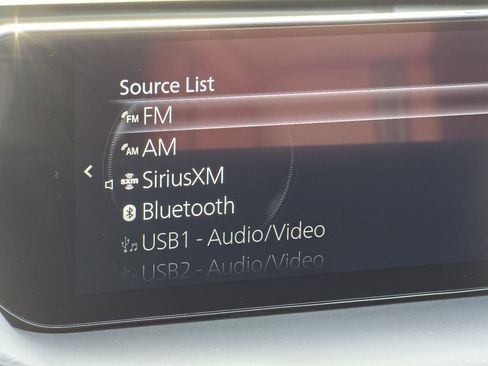 Source List
FM FM
AM AM
sxm SiriusXM
Bluetooth
USB1 - Audio/Video
USB2 - Audio/Video